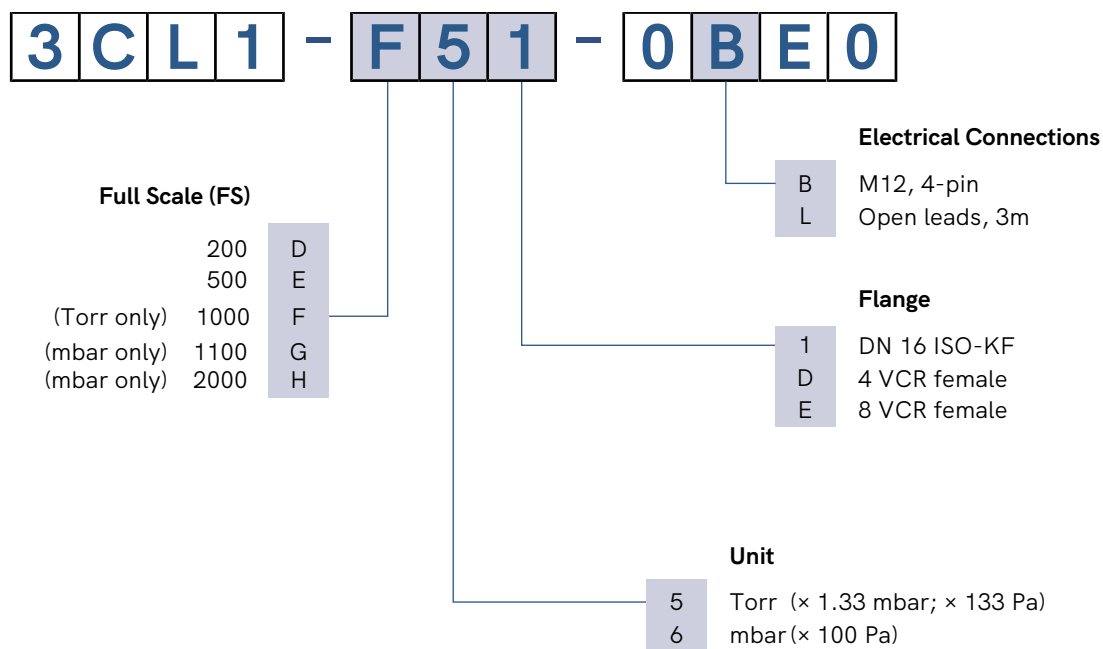 3CL1 - F51 - 0BE0
Electrical Connections
B M12, 4-pin
L Open leads, 3m
Full Scale (FS)
200 D
500 E
(Torr only) 1000 F
(mbar only) 1100 G
(mbar only) 2000 H
Flange
1 DN 16 ISO-KF
D 4 VCR female
E 8 VCR female
Unit
5 Torr (× 1.33 mbar; × 133 Pa)
6 mbar (× 100 Pa)